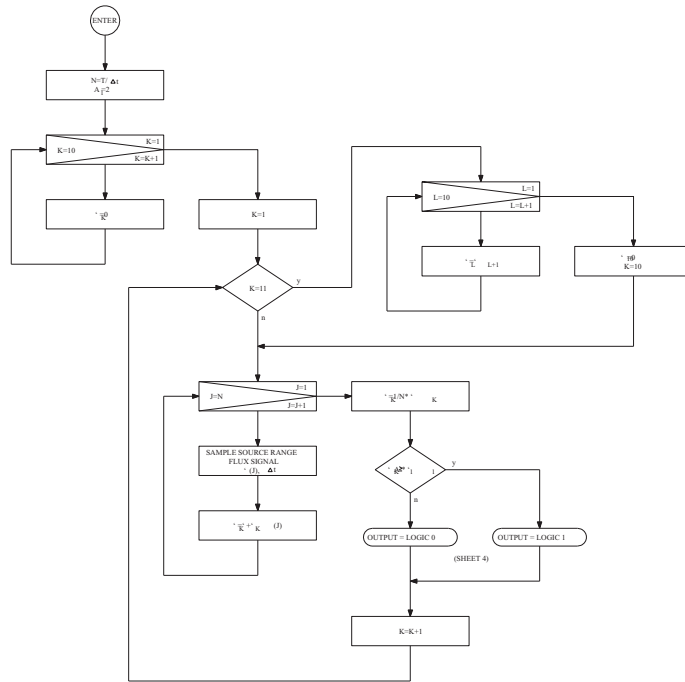 ENTER
N=T/ Δt
A =2
K=1
K=10
K=K+1
K=1
K=11
y
n
L=1
L=10
L=L+1
L L+1
K=10
J=1
J=N
J=J+1
K
SAMPLE SOURCE RANGE
FLUX SIGNAL
(J), Δt
K (J)
y
n
OUTPUT = LOGIC 0
OUTPUT = LOGIC 1
(SHEET 4)
K=K+1